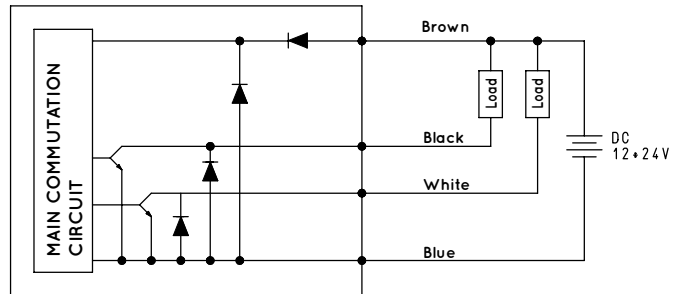 Brown
MAIN COMMUTATION
CIRCUIT
Load
Load
Black
DC
12÷24V
White
Blue